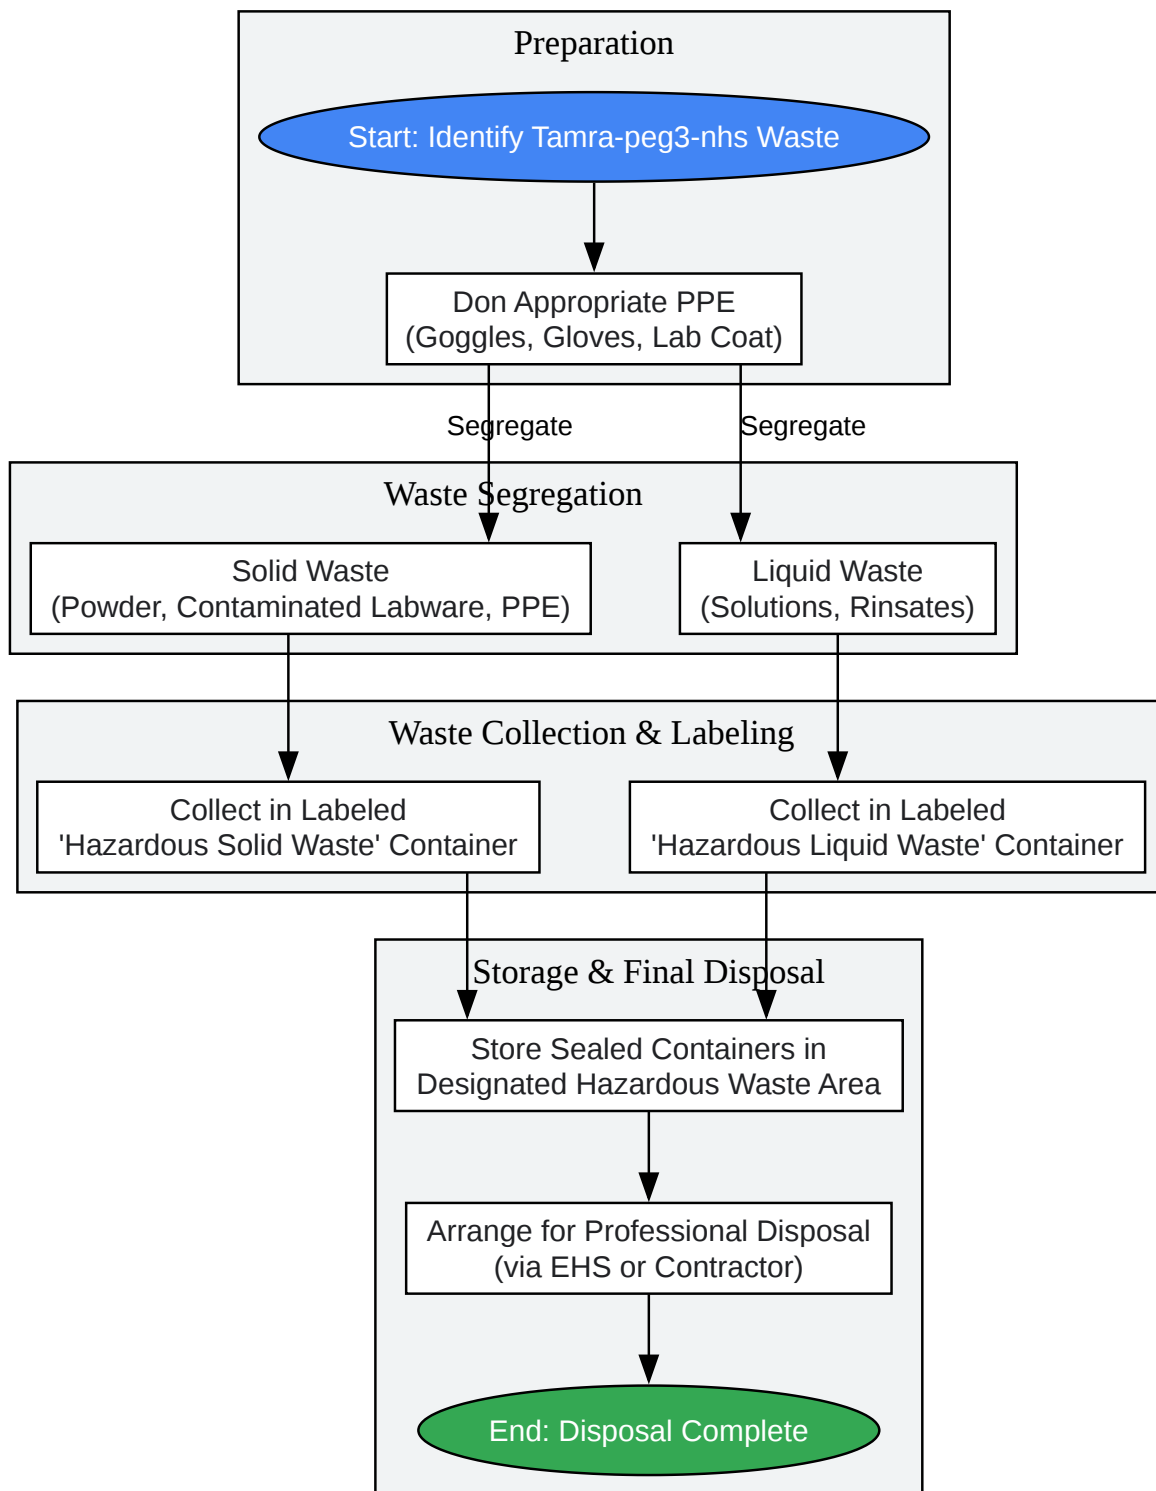 Preparation
Start: Identify Tamra-peg3-nhs Waste
Don Appropriate PPE
(Goggles, Gloves, Lab Coat)
Segregate
Segregate
Waste Segregation
Solid Waste
(Powder, Contaminated Labware, PPE)
Liquid Waste
(Solutions, Rinsates)
Waste Collection & Labeling
Collect in Labeled
'Hazardous Solid Waste' Container
Collect in Labeled
'Hazardous Liquid Waste' Container
Storage & Final Disposal
Store Sealed Containers in
Designated Hazardous Waste Area
Arrange for Professional Disposal
(via EHS or Contractor)
End: Disposal Complete